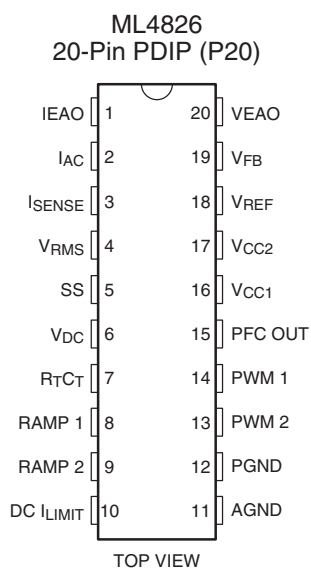 ML4826
20-Pin PDIP (P20)
IEAO 1 20 VEAO
IAC 2 19 VFB
ISENSE 3 18 VREF
VRMS 4 17 VCC2
SS 5 16 VCC1
VDC 6 15 PFC OUT
RTCT 7 14 PWM 1
RAMP 1 8 13 PWM 2
RAMP 2 9 12 PGND
DC ILIMIT 10 11 AGND
TOP VIEW